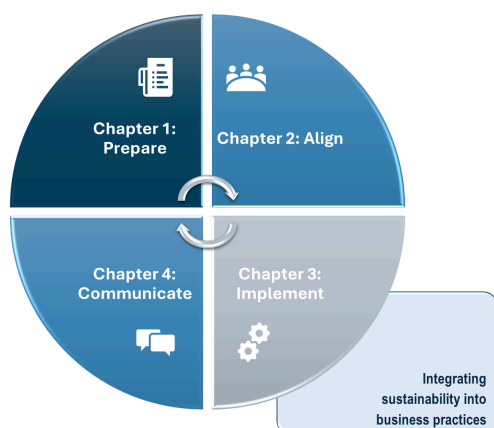 Chapter 1:
Prepare
Chapter 2: Align
Chapter 4:
Communicate
Chapter 3:
Implement
Integrating
sustainability into
business practices